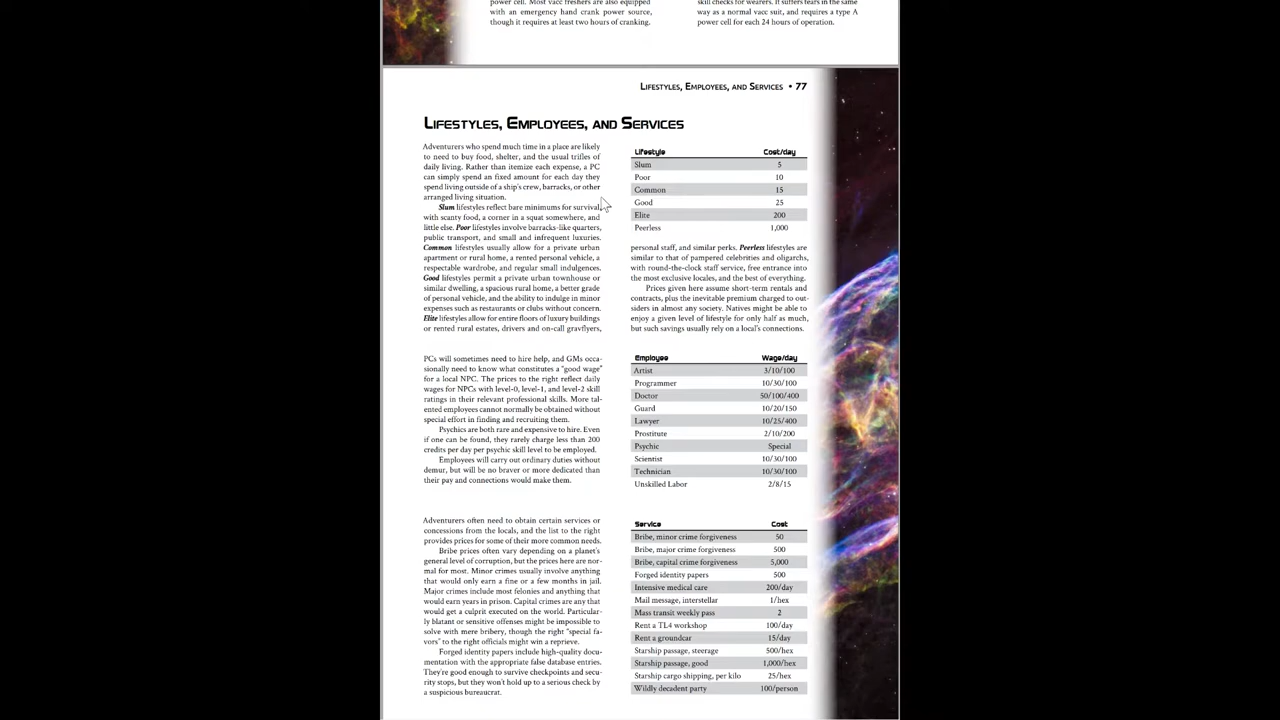 power cell. Most vacc freshers are also equipped
with an emergency hand crank power source,
though it requires at least two hours of cranking.
skill checks for wearers. It suffers tears in the same
way as a normal vacc suit, and requires a type A
power cell for each 24 hours of operation.
Lifestyles, Employees, and Services • 77
Lifestyles, Employees, and Services
Adventurers who spend much time in a place are likely
to need to buy food, shelter, and the usual trifles of
daily living. Rather than itemize each expense, a PC
can simply spend an fixed amount for each day they
spend living outside of a ship's crew, barracks, or other
arranged living situation.
Slum lifestyles reflect bare minimums for survival,
with scanty food, a corner in a squat somewhere, and
little else. Poor lifestyles involve barracks-like quarters,
public transport, and small and infrequent luxuries.
Common lifestyles usually allow for a private urban
apartment or rural home, a rented personal vehicle, a
respectable wardrobe, and regular small indulgences.
Good lifestyles permit a private urban townhouse or
similar dwelling, a spacious rural home, a better grade
of personal vehicle, and the ability to indulge in minor
expenses such as restaurants or clubs without concern.
Elite lifestyles allow for entire floors of luxury buildings
or rented rural estates, drivers and on-call gravflyers,
Lifestyle Cost/day
Slum 5
Poor 10
Common 15
Good 25
Elite 200
Peerless 1,000
personal staff, and similar perks. Peerless lifestyles are
similar to that of pampered celebrities and oligarchs,
with round-the-clock staff service, free entrance into
the most exclusive locales, and the best of everything.
Prices given here assume short-term rentals and
contracts, plus the inevitable premium charged to out-
siders in almost any society. Natives might be able to
enjoy a given level of lifestyle for only half as much,
but such savings usually rely on a local's connections.
PCs will sometimes need to hire help, and GMs occa-
sionally need to know what constitutes a "good wage"
for a local NPC. The prices to the right reflect daily
wages for NPCs with level-0, level-1, and level-2 skill
ratings in their relevant professional skills. More tal-
ented employees cannot normally be obtained without
special effort in finding and recruiting them.
Psychics are both rare and expensive to hire. Even
if one can be found, they rarely charge less than 200
credits per day per psychic skill level to be employed.
Employees will carry out ordinary duties without
demur, but will be no braver or more dedicated than
their pay and connections would make them.
Employee Wage/day
Artist 3/10/100
Programmer 10/30/100
Doctor 50/100/400
Guard 10/20/150
Lawyer 10/25/400
Prostitute 2/10/200
Psychic Special
Scientist 10/30/100
Technician 10/30/100
Unskilled Labor 2/8/15
Adventurers often need to obtain certain services or
concessions from the locals, and the list to the right
provides prices for some of their more common needs.
Bribe prices often vary depending on a planet's
general level of corruption, but the prices here are nor-
mal for most. Minor crimes usually involve anything
that would only earn a fine or a few months in jail.
Major crimes include most felonies and anything that
would earn years in prison. Capital crimes are any that
would get a culprit executed on the world. Particular-
ly blatant or sensitive offenses might be impossible to
solve with mere bribery, though the right "special fa-
vors" to the right officials might win a reprieve.
Forged identity papers include high-quality docu-
mentation with the appropriate false database entries.
They're good enough to survive checkpoints and secu-
rity stops, but they won't hold up to a serious check by
a suspicious bureaucrat.
Service Cost
Bribe, minor crime forgiveness 50
Bribe, major crime forgiveness 500
Bribe, capital crime forgiveness 5,000
Forged identity papers 500
Intensive medical care 200/day
Mail message, interstellar 1/hex
Mass transit weekly pass 2
Rent a TL4 workshop 100/day
Rent a groundcar 15/day
Starship passage, steerage 500/hex
Starship passage, good 1,000/hex
Starship cargo shipping, per kilo 25/hex
Wildly decadent party 100/person